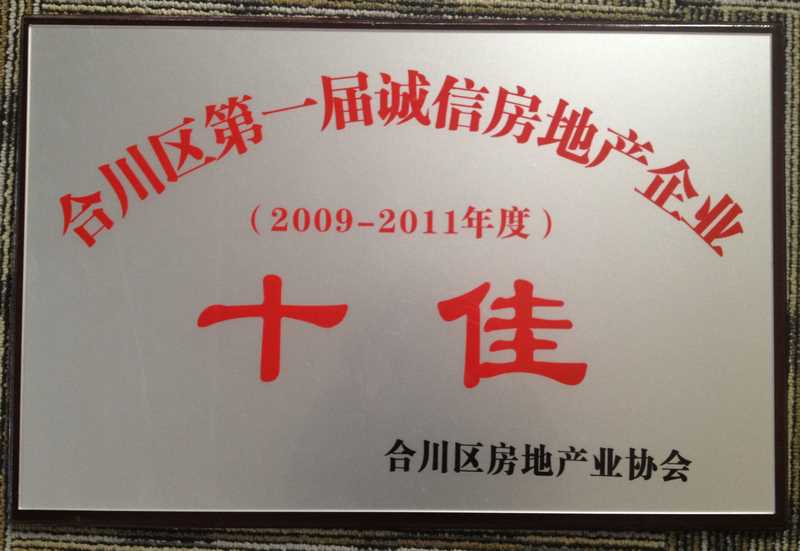 合川区第一届诚信房地产企业
（2009-2011年度）
十佳
合川区房地产业协会